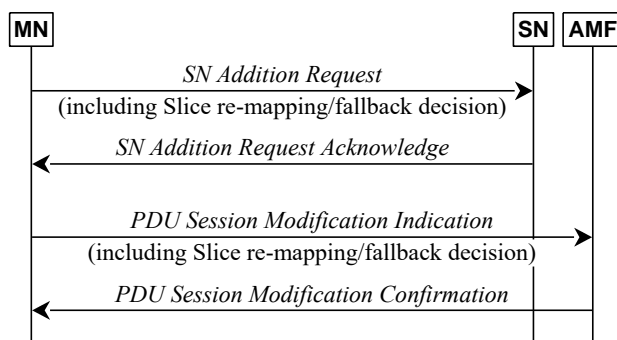 MN SN AMF
SN Addition Request
(including Slice re-mapping/fallback decision)
SN Addition Request Acknowledge
PDU Session Modification Indication
(including Slice re-mapping/fallback decision)
PDU Session Modification Confirmation